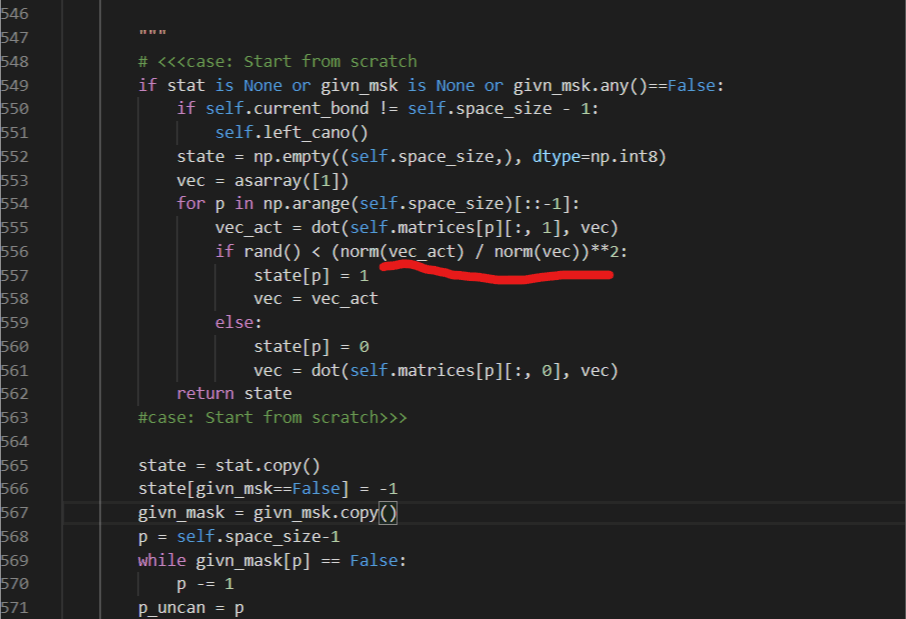 546
547 """
548 # <<<case: Start from scratch
549 if stat is None or givn_msk is None or givn_msk.any()==False:
550 if self.current_bond != self.space_size - 1:
551 self.left_cano()
552 state = np.empty((self.space_size,), dtype=np.int8)
553 vec = asarray([1])
554 for p in np.arange(self.space_size)[::-1]:
555 vec_act = dot(self.matrices[p][:, 1], vec)
556 if rand() < (norm(vec_act) / norm(vec))**2:
557 state[p] = 1
558 vec = vec_act
559 else:
560 state[p] = 0
561 vec = dot(self.matrices[p][:, 0], vec)
562 return state
563 #case: Start from scratch>>>
564
565 state = stat.copy()
566 state[givn_msk==False] = -1
567 givn_mask = givn_msk.copy()
568 p = self.space_size-1
569 while givn_mask[p] == False:
570 p -= 1
571 p_uncan = p